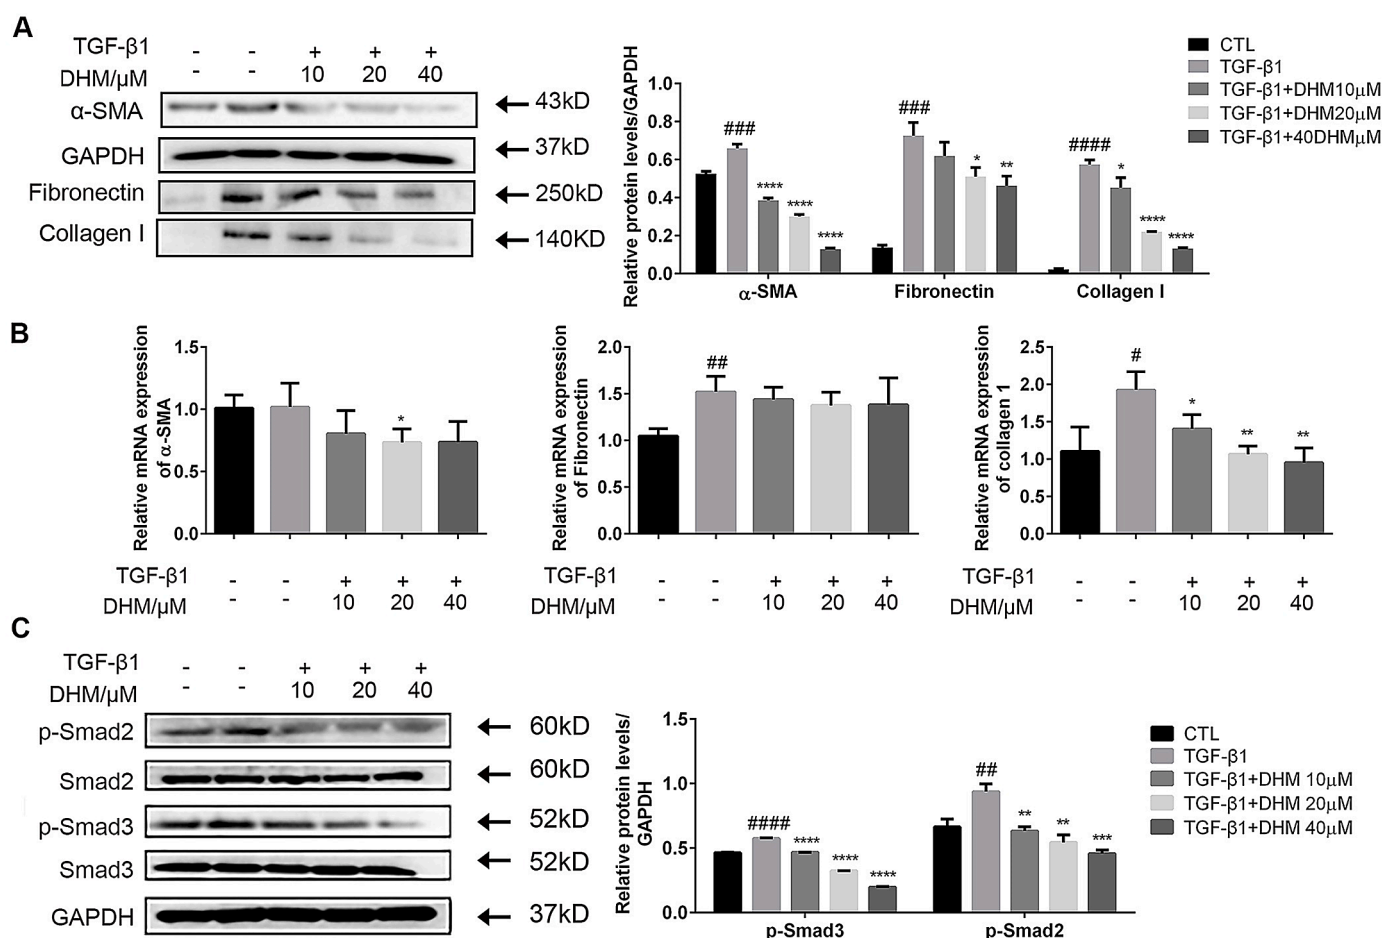 A
TGF-β1 - - + + +
DHM/μM - - 10 20 40
α-SMA 43kD
GAPDH 37kD
Fibronectin 250kD
Collagen I 140KD
Relative protein levels/GAPDH
1.0
0.8
0.6
0.4
0.2
0.0
### **** **** ****
### * **
#### * **** ****
α-SMA Fibronectin Collagen I
CTL
TGF-β1
TGF-β1+DHM10μM
TGF-β1+DHM20μM
TGF-β1+40DHMμM
B
Relative mRNA expression
of α-SMA
1.5
1.0
0.5
0.0
*
TGF-β1 - - + + +
DHM/μM - - 10 20 40
Relative mRNA expression
of Fibronectin
2.0
1.5
1.0
0.5
0.0
##
TGF-β1 - - + + +
DHM/μM - - 10 20 40
Relative mRNA expression
of collagen 1
2.5
2.0
1.5
1.0
0.5
0.0
# * ** **
TGF-β1 - - + + +
DHM/μM - - 10 20 40
C
TGF-β1 - - + + +
DHM/μM - - 10 20 40
p-Smad2 60kD
Smad2 60kD
p-Smad3 52kD
Smad3 52kD
GAPDH 37kD
Relative protein levels/
GAPDH
1.5
1.0
0.5
0.0
#### **** **** ****
## ** ** ***
p-Smad3 p-Smad2
CTL
TGF-β1
TGF-β1+DHM 10μM
TGF-β1+DHM 20μM
TGF-β1+DHM 40μM